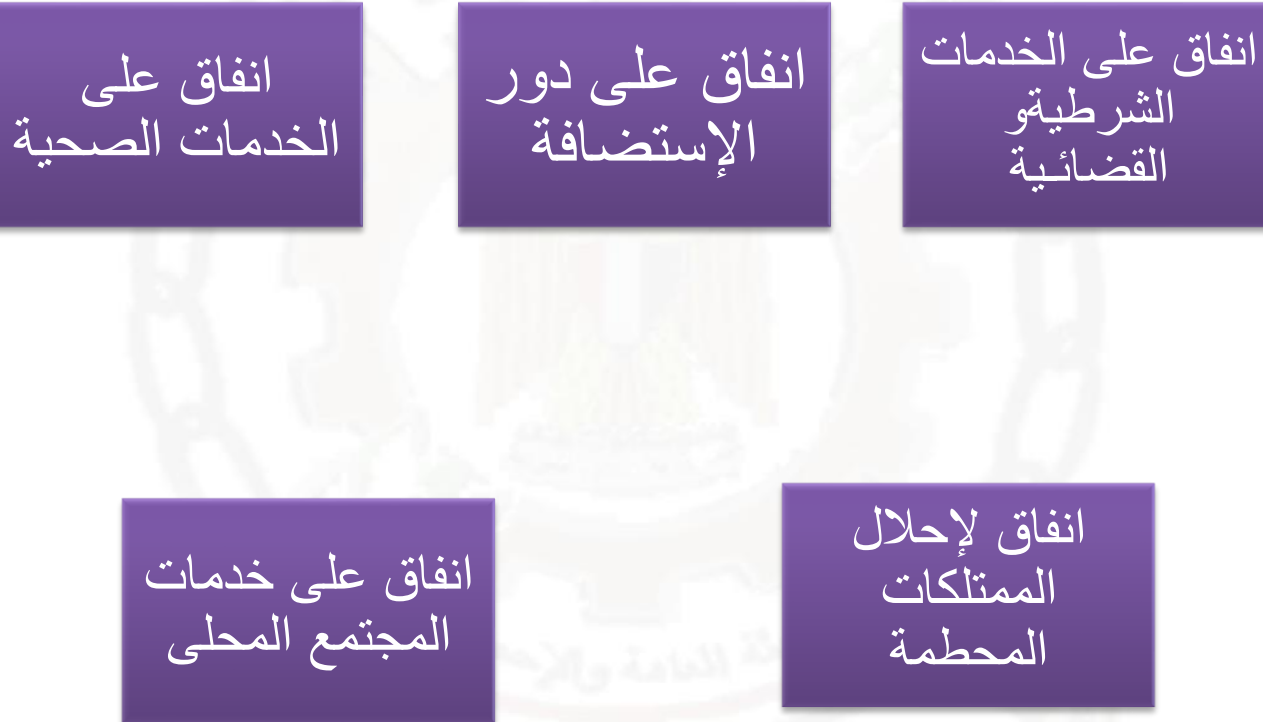 انفاق على الخدمات
الشرطيةو
القضائية
انفاق على دور
الإستضافة
انفاق على
الخدمات الصحية
انفاق لإحلال
الممتلكات
المحطمة
انفاق على خدمات
المجتمع المحلى